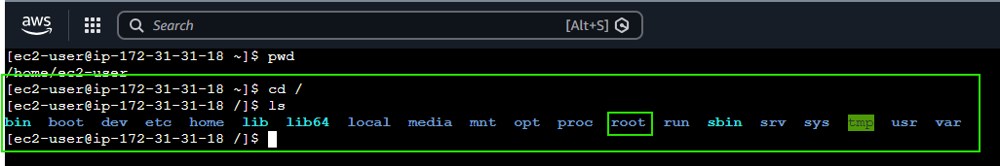 aws Search [Alt+S]
[ec2-user@ip-172-31-31-18 ~]$ pwd
/home/ec2-user
[ec2-user@ip-172-31-31-18 ~]$ cd /
[ec2-user@ip-172-31-31-18 /]$ ls
bin boot dev etc home lib lib64 local media mnt opt proc root run sbin srv sys tmp usr var
[ec2-user@ip-172-31-31-18 /]$